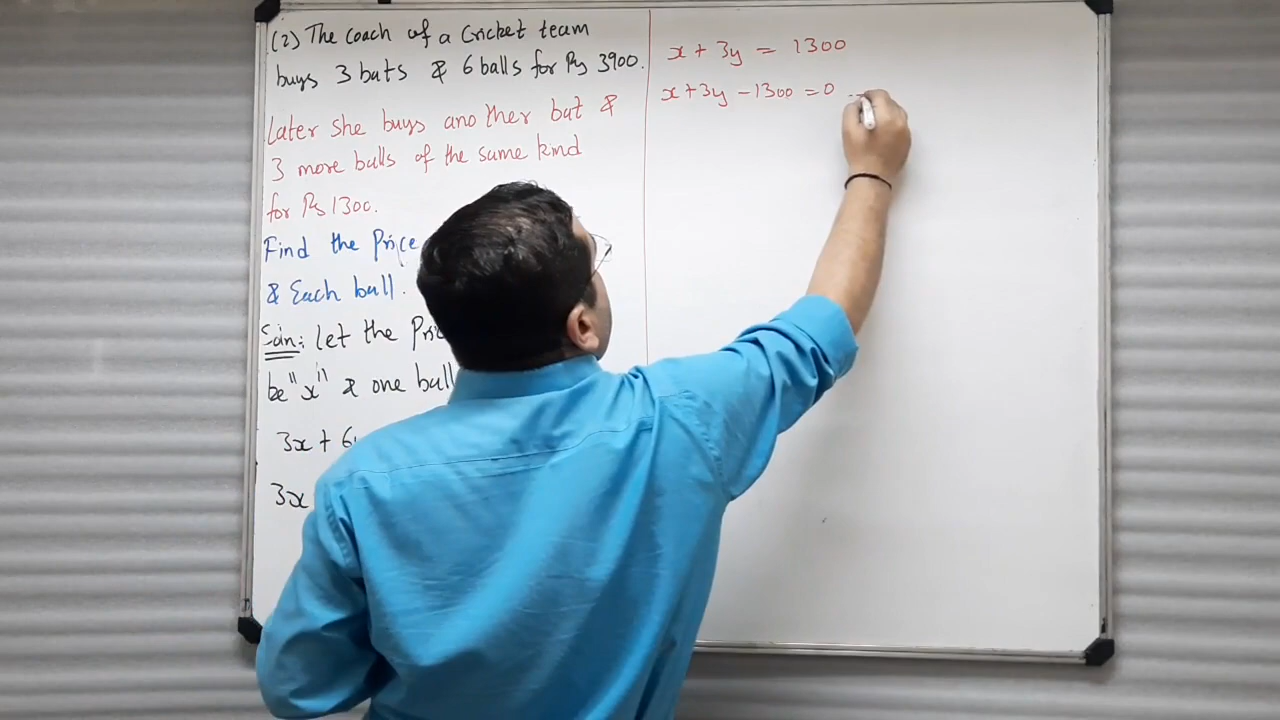 (2) The coach of a Cricket team
buys 3 bats & 6 balls for Rs 3900.
Later she buys another bat &
3 more balls of the same kind
for Rs 1300.
Find the Price
& Each ball.
Soln: let the
be "x" & one ball
3x + 6
3x
x + 3y = 1300
x + 3y - 1300 = 0